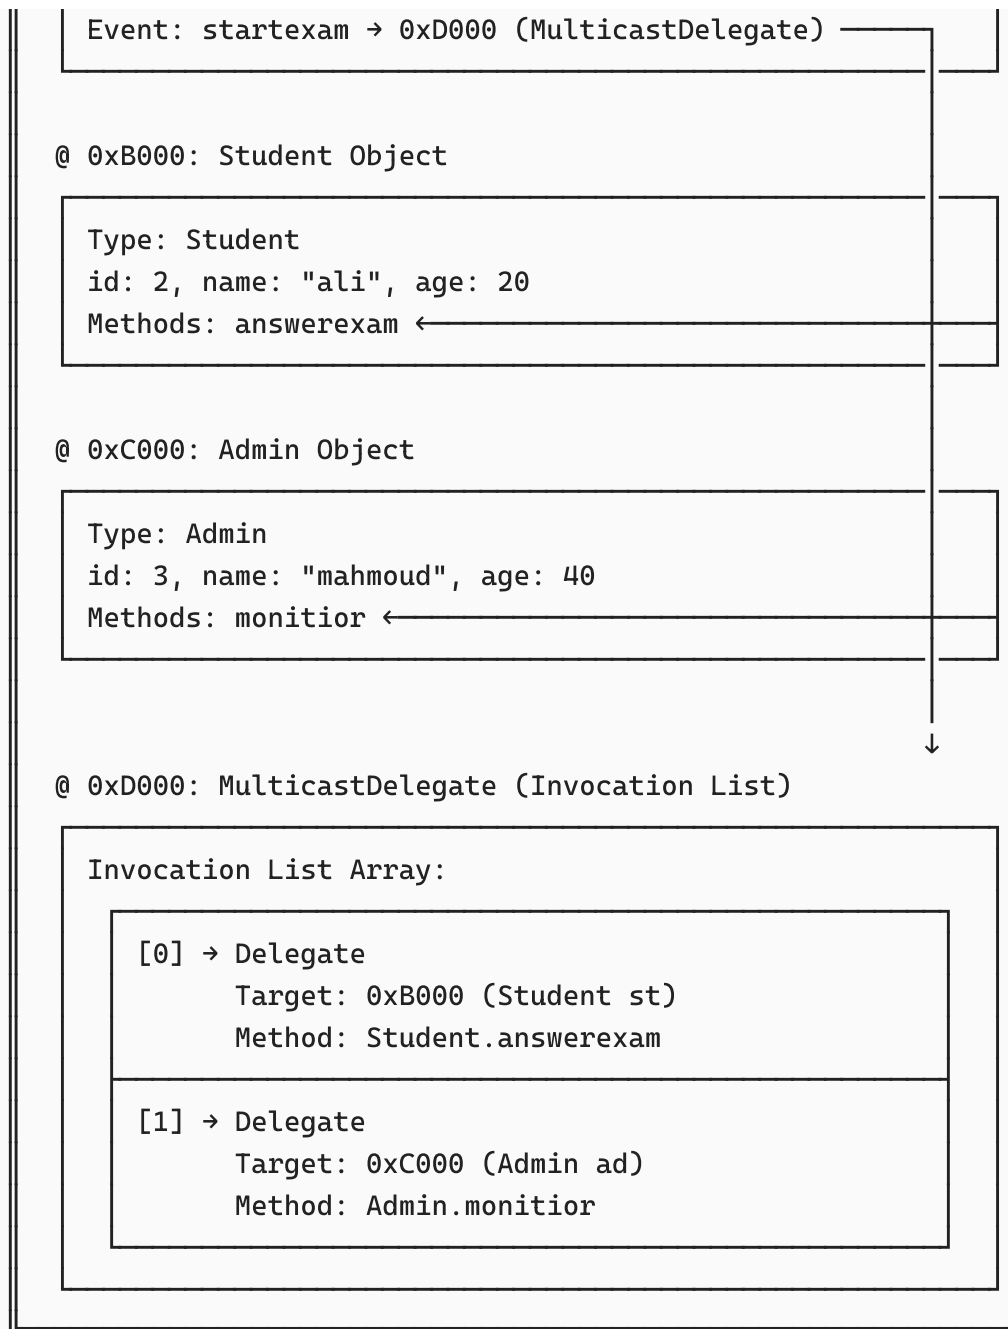 Event: startexam → 0xD000 (MulticastDelegate)
@ 0xB000: Student Object
Type: Student
id: 2, name: "ali", age: 20
Methods: answerexam ←
@ 0xC000: Admin Object
Type: Admin
id: 3, name: "mahmoud", age: 40
Methods: monitior ←
@ 0xD000: MulticastDelegate (Invocation List)
Invocation List Array:
[0] → Delegate
Target: 0xB000 (Student st)
Method: Student.answerexam
[1] → Delegate
Target: 0xC000 (Admin ad)
Method: Admin.monitior